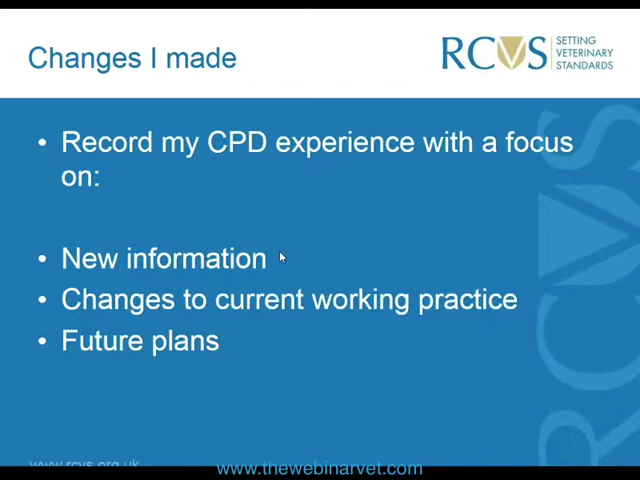 Changes I made
RCVS
SETTING
VETERINARY
STANDARDS
• Record my CPD experience with a focus
on:
• New information
• Changes to current working practice
• Future plans
RCVS
www.rcvs.org.uk
www.thewebinarvet.com